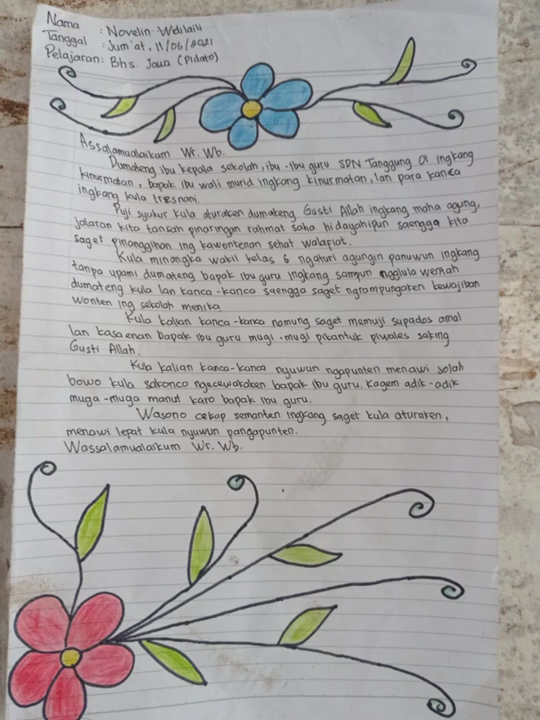 Nama : Novelin Widilaili
Tanggal : Jum'at, 11/06/2021
Pelajaran : Bhs. Jawa (Pidato)
Assalamualaikum Wr. Wb.
Dumateng ibu kepala sekolah, ibu-ibu guru SDN Tanggung 01 ingkang
kinurmatan, bapak ibu wali murid ingkang kinurmatan, lan para kanca
ingkang kula tresnani.
Puji syukur kula aturaken dumateng Gusti Allah ingkang maha agung,
jalaran kita tansah pinaringan rahmat saha hidayahipun saengga kita
saget pinanggihan ing kawontenan sehat walafiat.
Kula minangka wakil kelas 6 ngaturi agungin panuwun ingkang
tanpa upami dumateng bapak ibu guru ingkang sampun nggiula wentah
dumateng kula lan kanca-kanca saengga saget ngrampungaken kewajiban
wonten ing sekolah menika
Kula kalian kanca-kanca namung saget memuji supados amal
lan kasaenan bapak ibu guru mugi-mugi pikantuk piwales saking
Gusti Allah.
Kula kalian kanca-kanca nyuwun ngapunten menawi solah
bowo kula sakonco ngecewakaken bapak ibu guru. Kagem adik-adik
muga-muga manut karo bapak ibu guru.
Wasono cekap semanten ingkang saget kula aturaken,
menawi lepat kula nyuwun pangapunten.
Wassalamualaikum Wr. Wb.